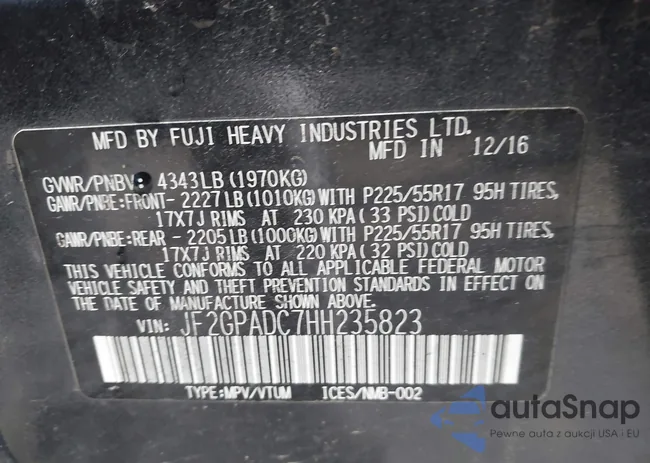 MFD BY FUJI HEAVY INDUSTRIES LTD.
MFD IN 12/16
GVWR/PNBV: 4343LB (1970KG)
GAWR/PNBE:FRONT- 2227 LB (1010KG) WITH P225/55R17 95H TIRES,
17X7J RIMS AT 230 KPA ( 33 PSI) COLD
GAWR/PNBE:REAR - 2205 LB (1000KG) WITH P225/55R17 95H TIRES,
17X7J RIMS AT 220 KPA ( 32 PSI) COLD
THIS VEHICLE CONFORMS TO ALL APPLICABLE FEDERAL MOTOR
VEHICLE SAFETY AND THEFT PREVENTION STANDARDS IN EFFECT ON
THE DATE OF MANUFACTURE SHOWN ABOVE.
VIN: JF2GPADC7HH235823
TYPE:MPV/VTUM ICES/NMB-002
autaSnap
Pewne auta z aukcji USA i EU